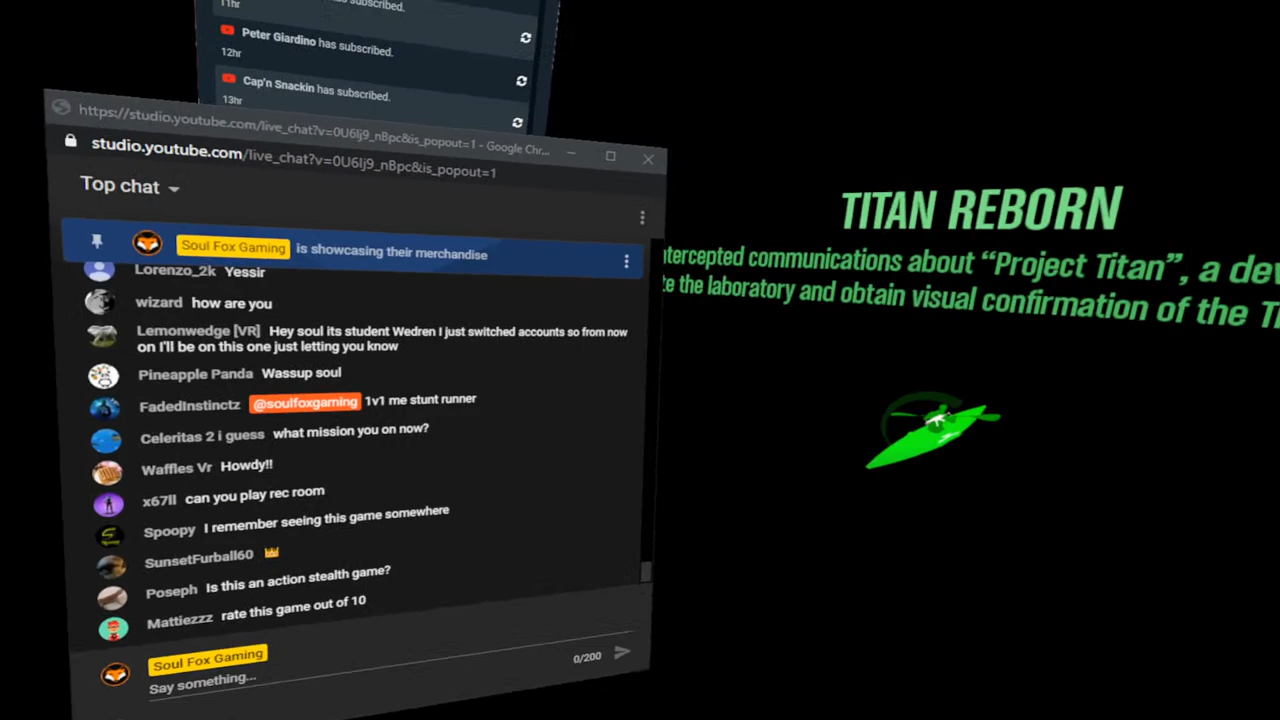 11hr
subscribed.
Peter Giardino has subscribed.
12hr
Cap'n Snackin has subscribed.
13hr
https://studio.youtube.com/live_chat?v=0U6Ij9_nBpc&is_popout=1 - Google Chr...
studio.youtube.com/live_chat?v=0U6Ij9_nBpc&is_popout=1
Top chat
Soul Fox Gaming is showcasing their merchandise
Lorenzo_2k Yessir
wizard how are you
Lemonwedge [VR] Hey soul its student Wedren I just switched accounts so from now
on I'll be on this one just letting you know
Pineapple Panda Wassup soul
FadedInstinctz @soulfoxgaming 1v1 me stunt runner
Celeritas 2 i guess what mission you on now?
Waffles Vr Howdy!!
x67ll can you play rec room
Spoopy I remember seeing this game somewhere
SunsetFurball60
Poseph Is this an action stealth game?
Mattiezzz rate this game out of 10
Soul Fox Gaming
Say something...
0/200
TITAN REBORN
ntercepted communications about “Project Titan”, a dev
te the laboratory and obtain visual confirmation of the Ti